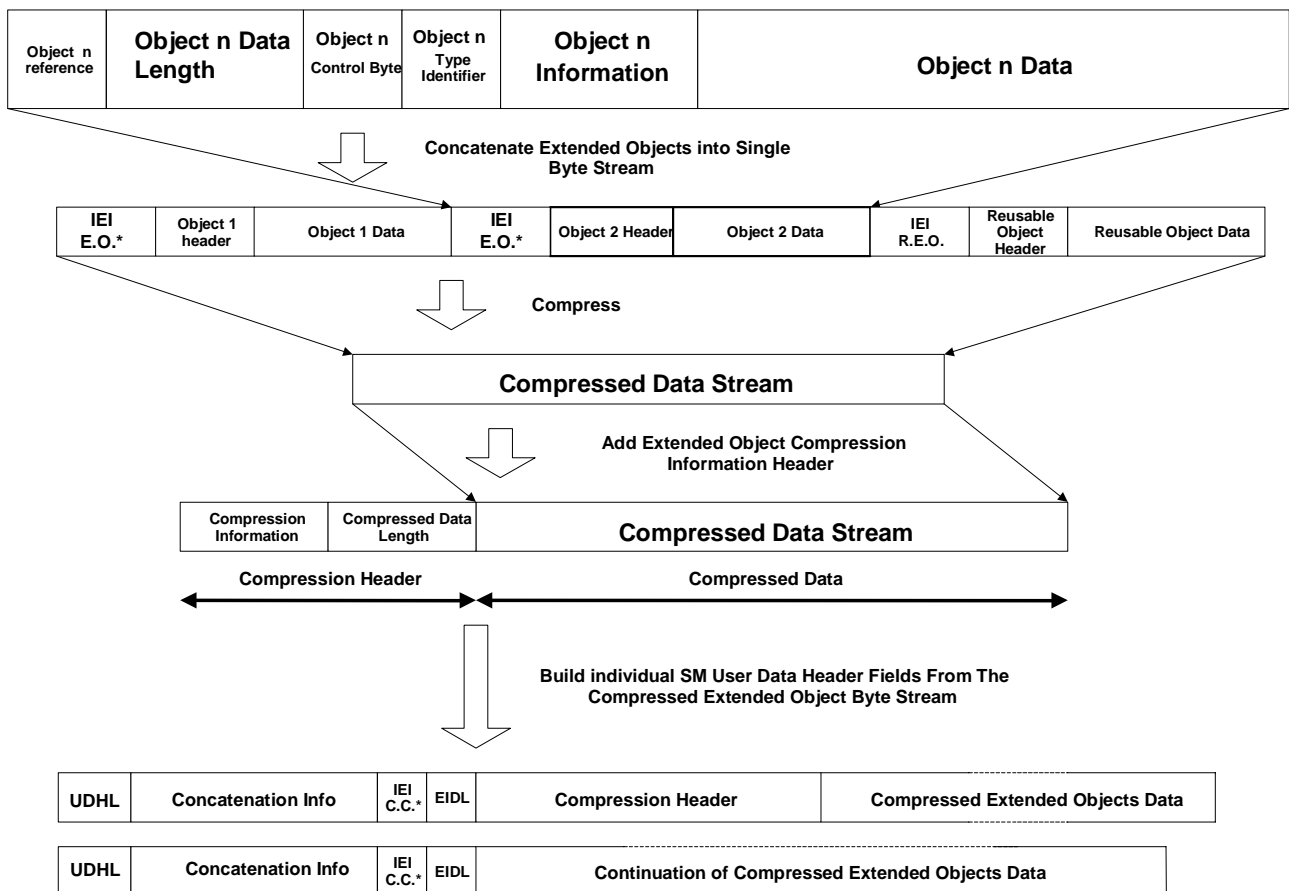 Object n
reference
Object n Data
Length
Object n
Control Byte
Object n
Type
Identifier
Object n
Information
Object n Data
Concatenate Extended Objects into Single
Byte Stream
IEI
E.O.*
Object 1
header
Object 1 Data
IEI
E.O.*
Object 2 Header
Object 2 Data
IEI
R.E.O.
Reusable
Object
Header
Reusable Object Data
Compress
Compressed Data Stream
Add Extended Object Compression
Information Header
Compression
Information
Compressed Data
Length
Compressed Data Stream
Compression Header
Compressed Data
Build individual SM User Data Header Fields From The
Compressed Extended Object Byte Stream
UDHL
Concatenation Info
IEI
C.C.*
EIDL
Compression Header
Compressed Extended Objects Data
UDHL
Concatenation Info
IEI
C.C.*
EIDL
Continuation of Compressed Extended Objects Data